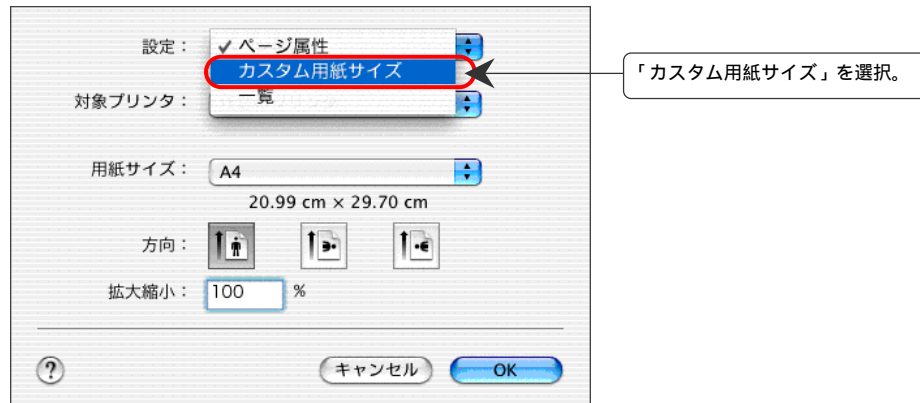 設定：
✓ ページ属性
カスタム用紙サイズ
「カスタム用紙サイズ」を選択。
対象プリンタ：
一覧
用紙サイズ：
A4
20.99 cm × 29.70 cm
方向：
拡大縮小：
100
%
?
キャンセル
OK